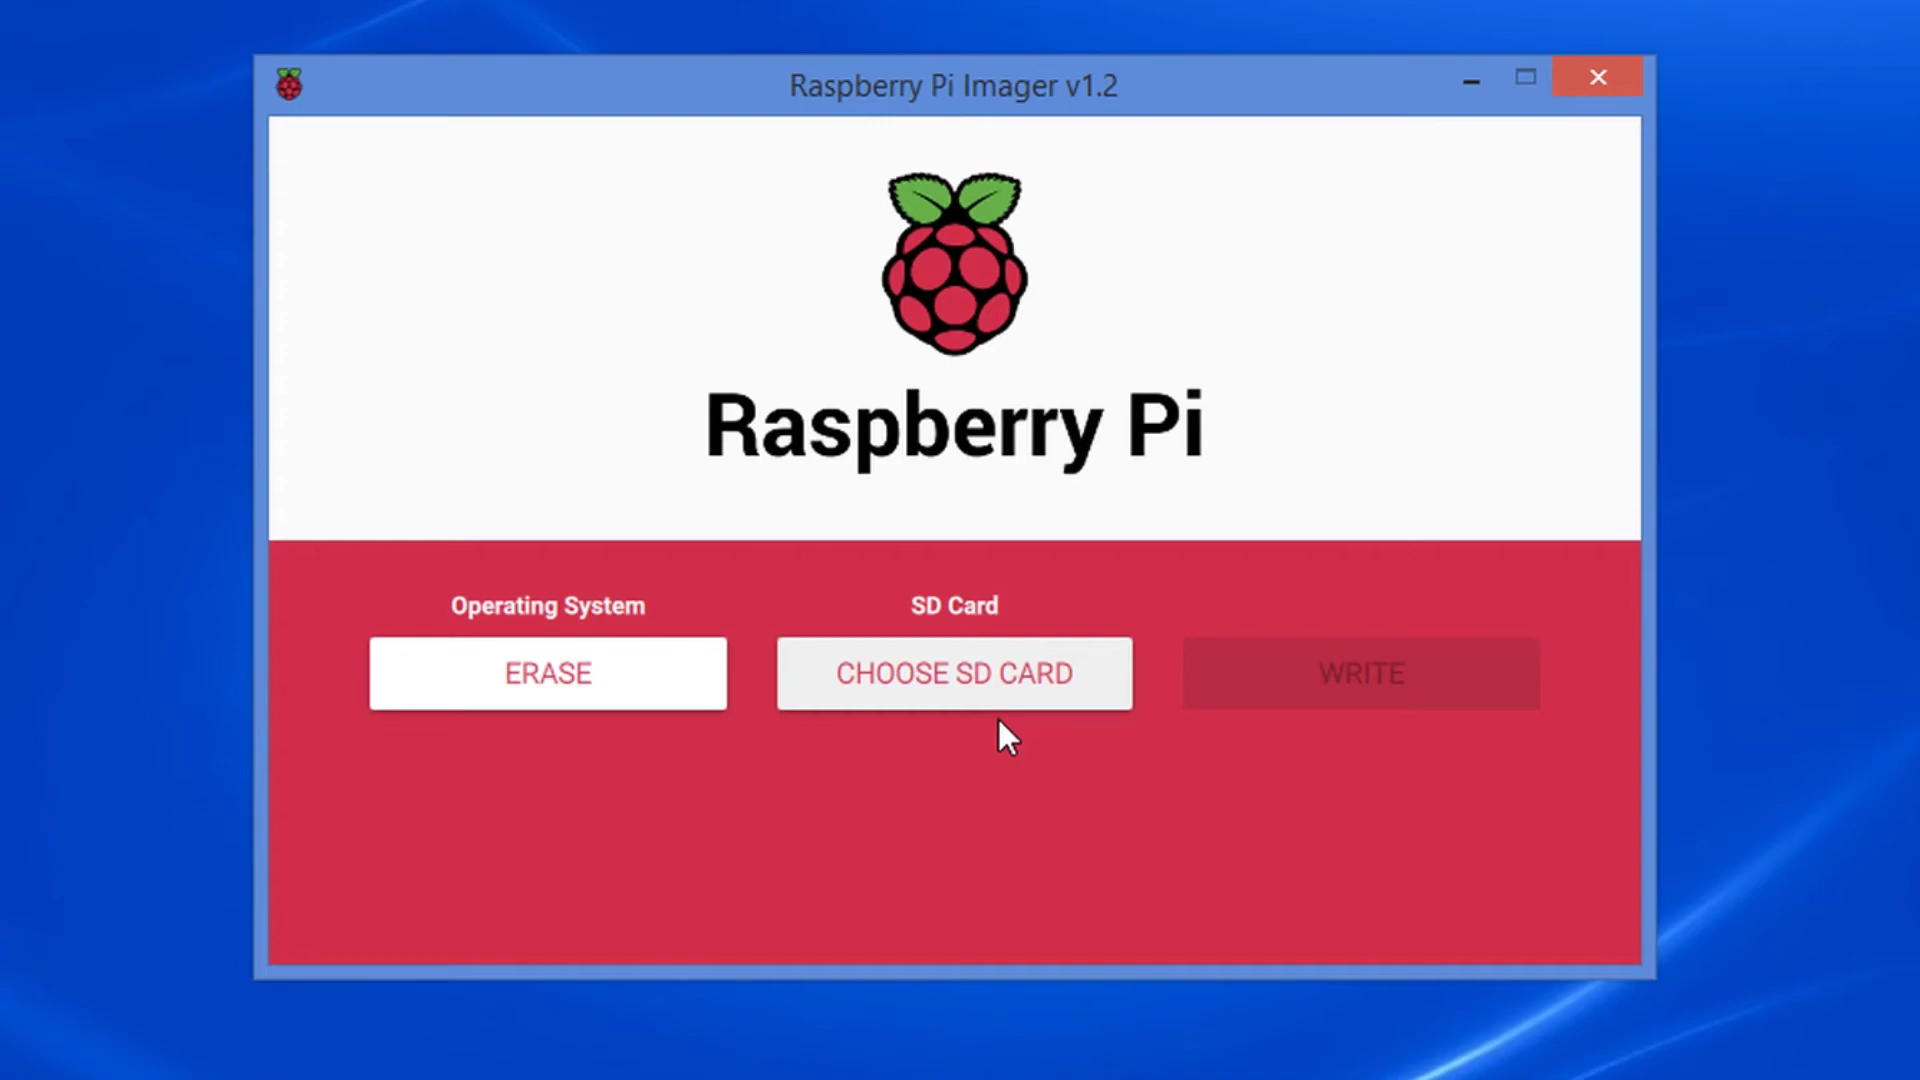 Raspberry Pi Imager v1.2
Raspberry Pi
Operating System
SD Card
ERASE
CHOOSE SD CARD
WRITE